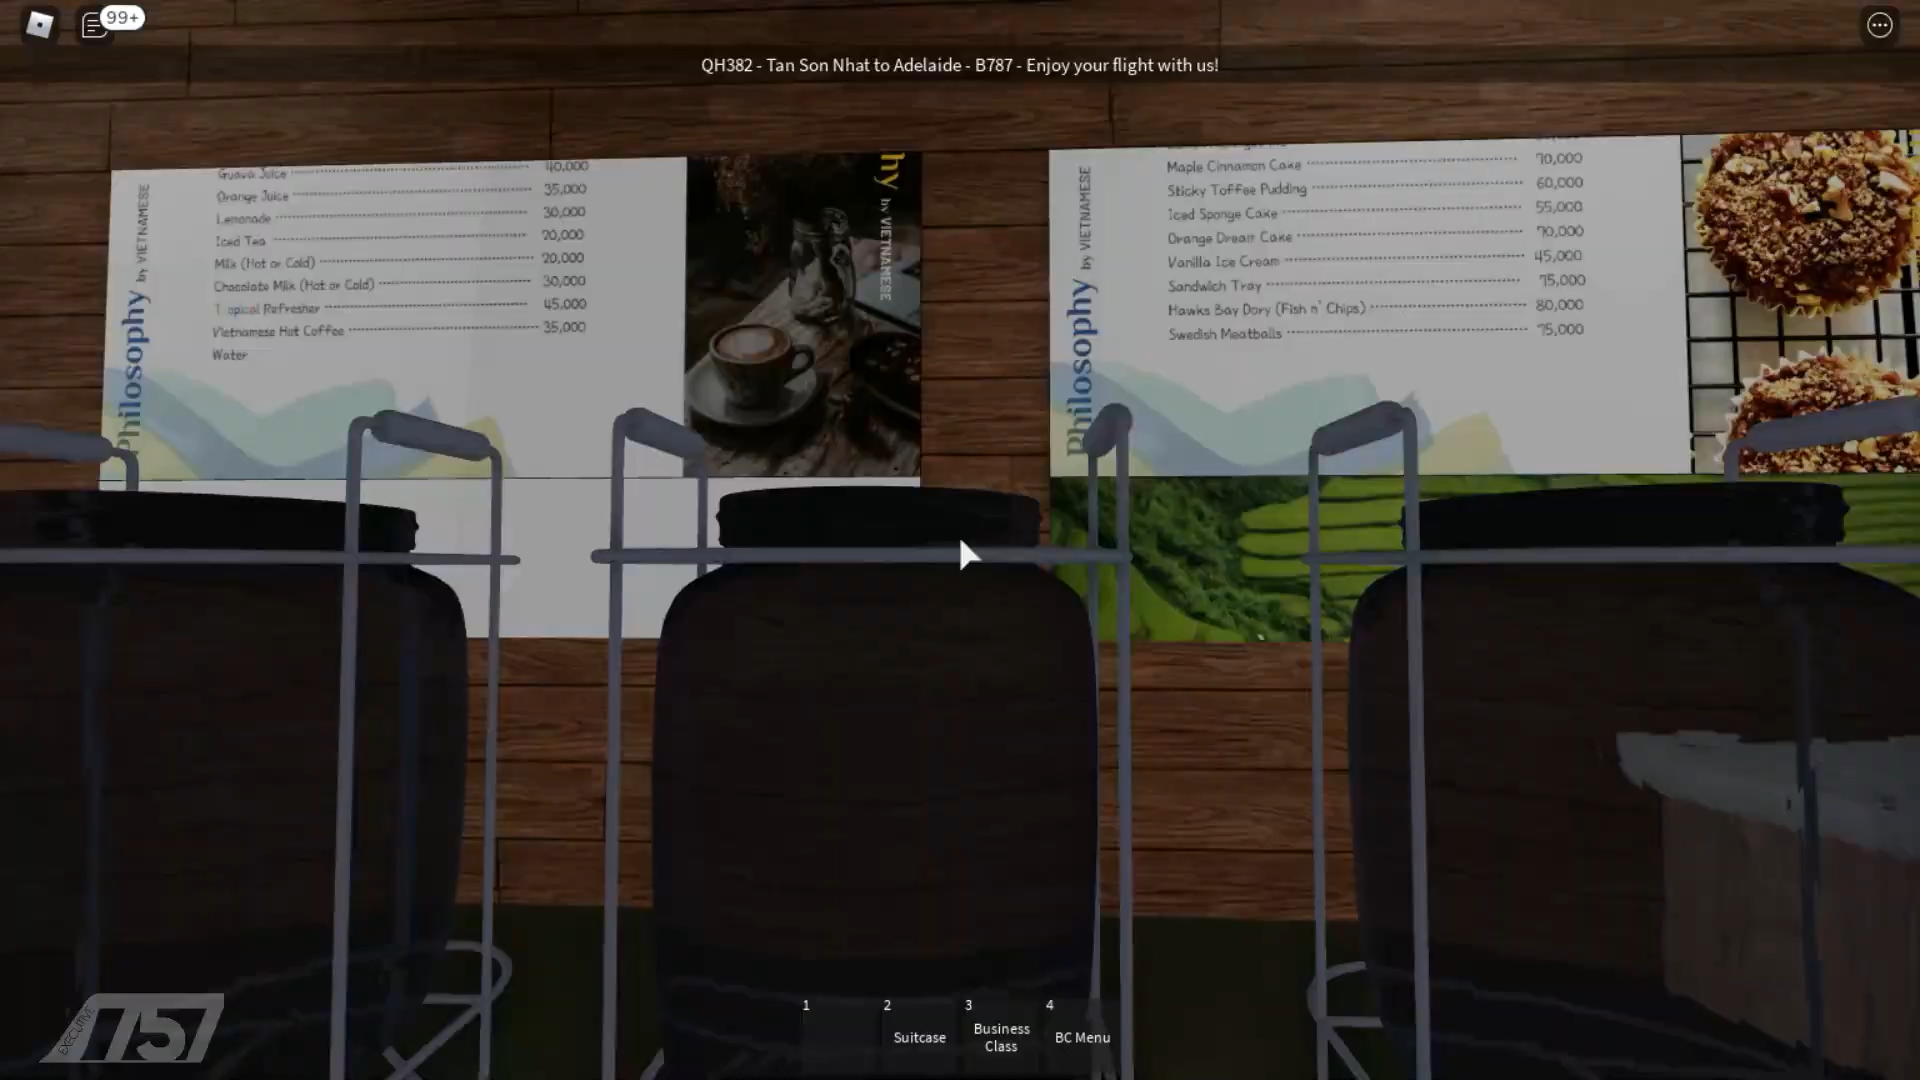 99+
QH382 - Tan Son Nhat to Adelaide - B787 - Enjoy your flight with us!
Guava Juice 40,000
Orange Juice 35,000
Lemonade 30,000
Iced Tea 20,000
Milk (Hot or Cold) 20,000
Chocolate Milk (Hot or Cold) 30,000
Tropical Refresher 45,000
Vietnamese Hot Coffee 35,000
Water
Philosophy by VIETNAMESE
hy by VIETNAMESE
Maple Cinnamon Cake 70,000
Sticky Toffee Pudding 60,000
Iced Sponge Cake 55,000
Orange Dream Cake 70,000
Vanilla Ice Cream 45,000
Sandwich Tray 75,000
Hawks Bay Dory (Fish n' Chips) 80,000
Swedish Meatballs 75,000
Philosophy by VIETNAMESE
1 2 3 4
Suitcase
Business Class
BC Menu
EXECUTIVE 757